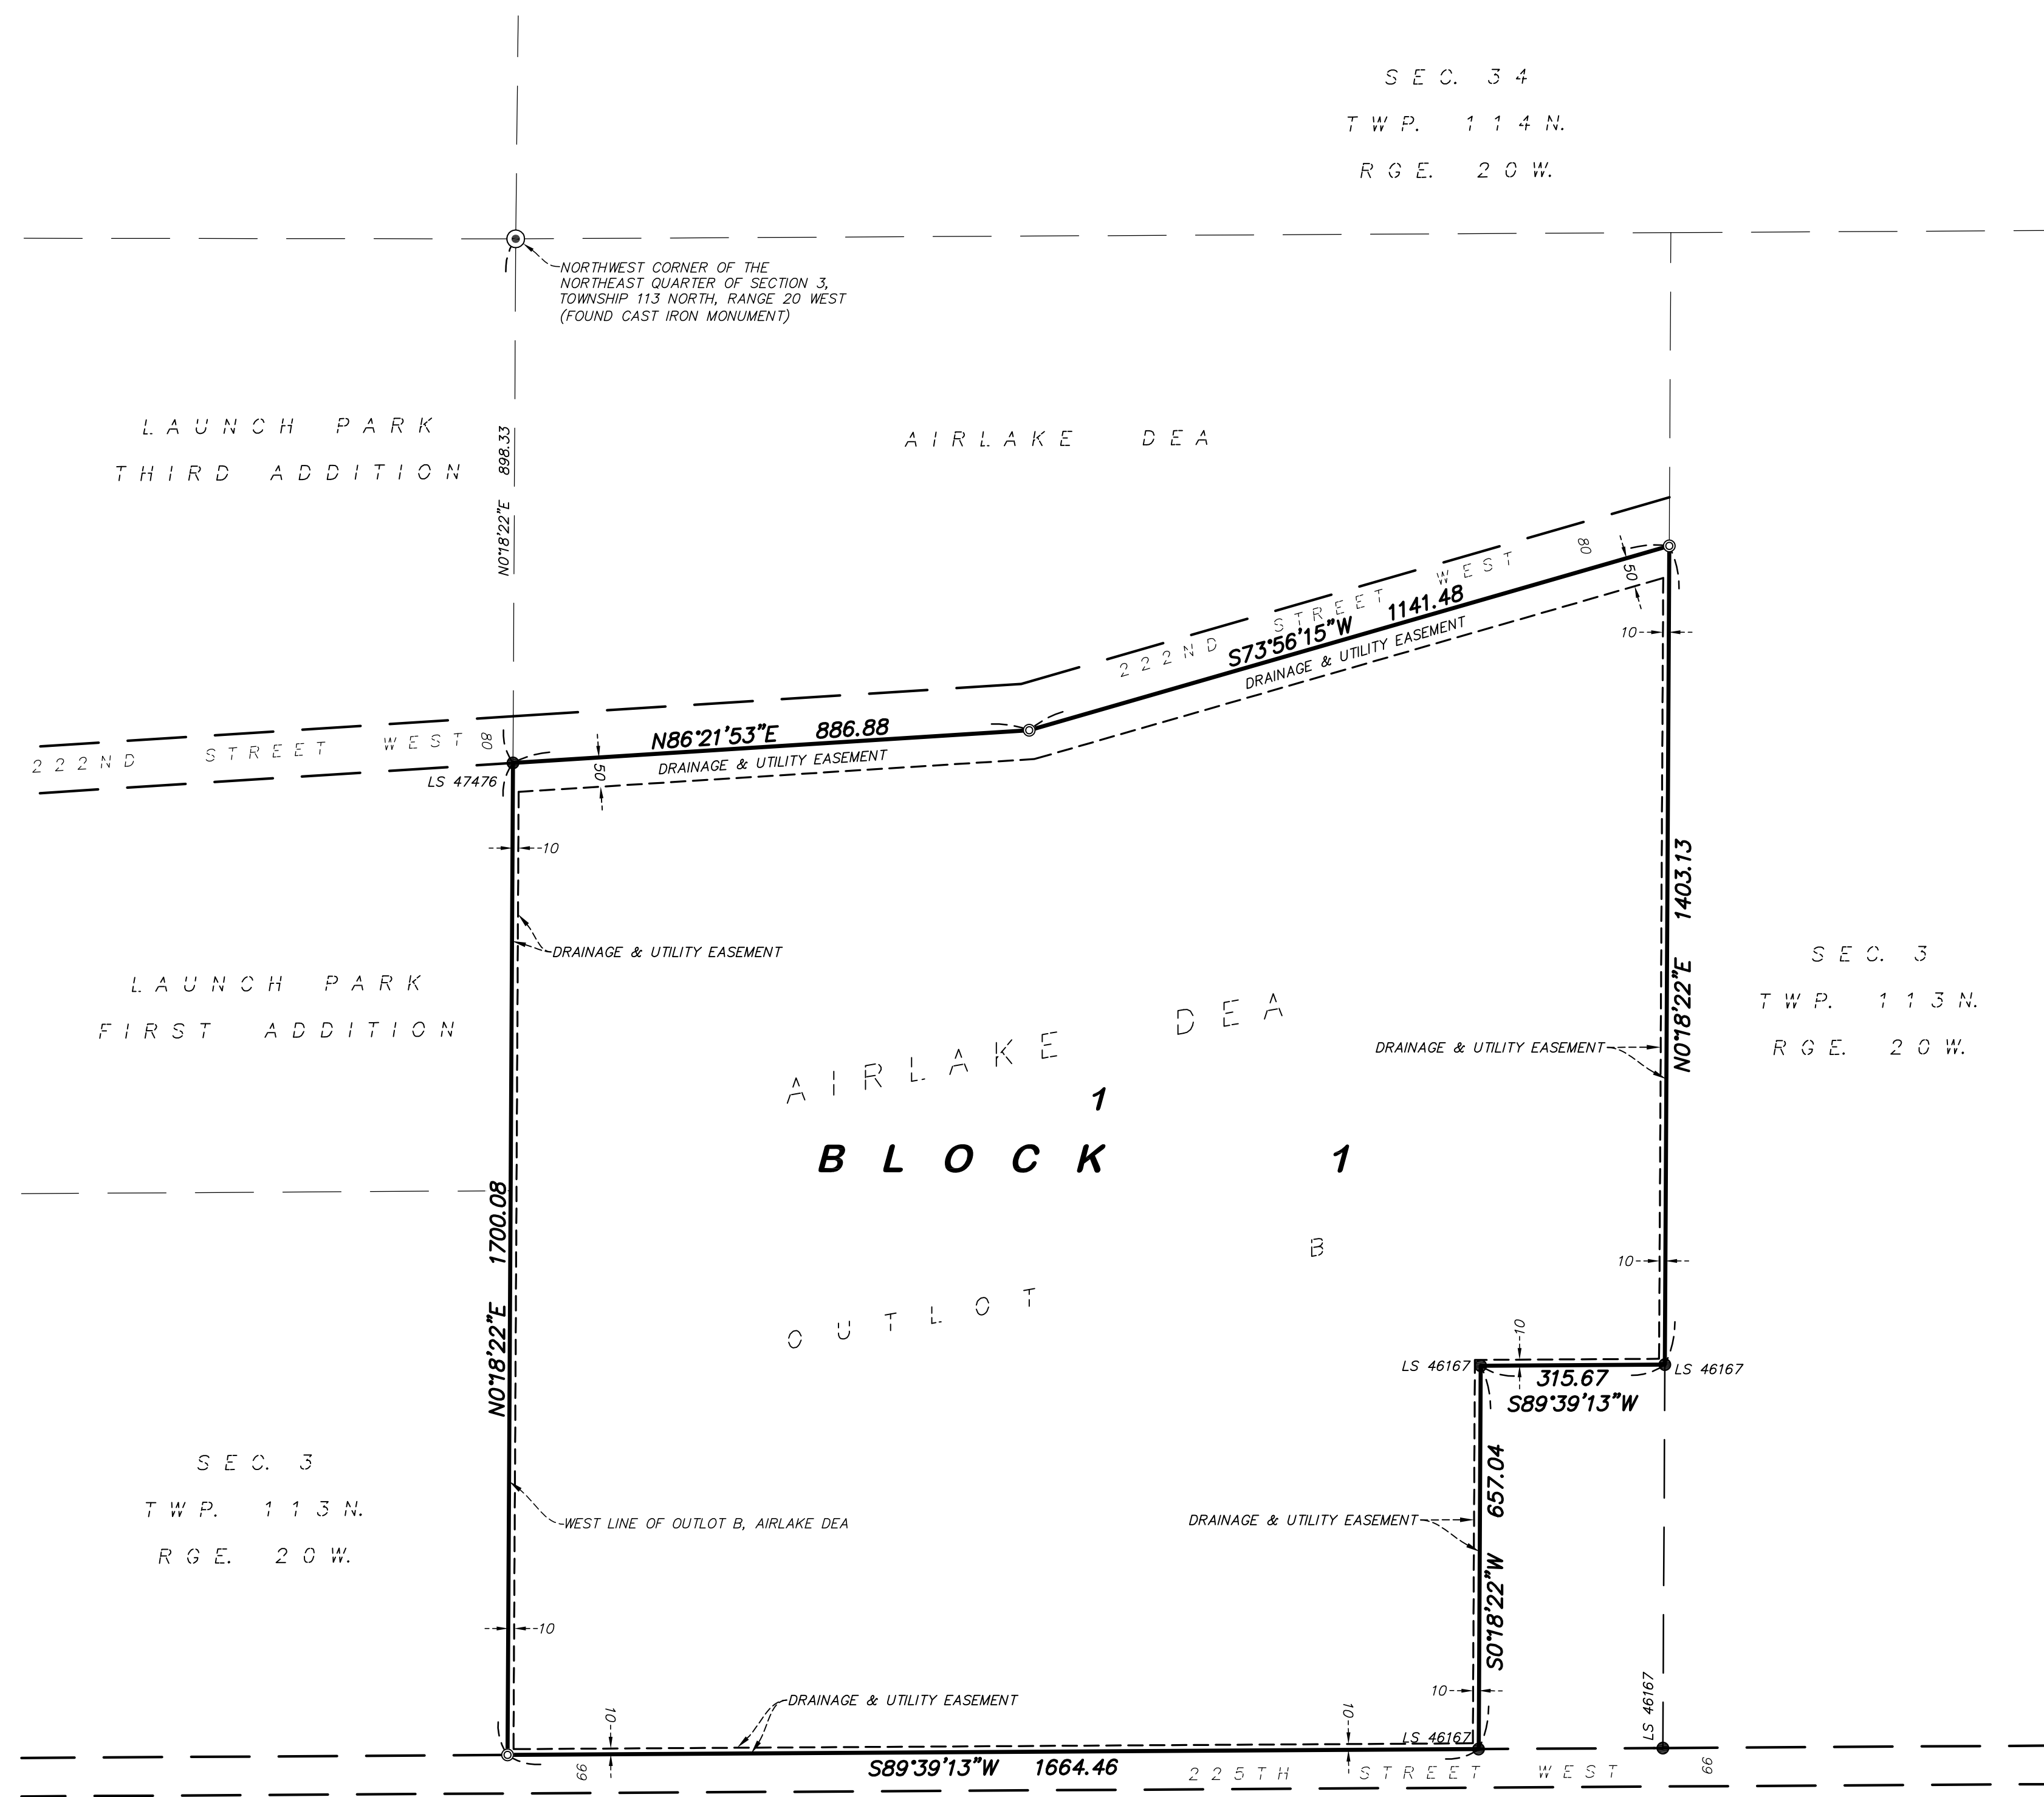 SEC. 34
TWP. 114N.
RGE. 20W.
NORTHWEST CORNER OF THE
NORTHEAST QUARTER OF SECTION 3,
TOWNSHIP 113 NORTH, RANGE 20 WEST
(FOUND CAST IRON MONUMENT)
LAUNCH PARK
THIRD ADDITION
N0°18'22"E 898.33
AIRLAKE DEA
222ND STREET WEST
80
50
S73°56'15"W 1141.48
DRAINAGE & UTILITY EASEMENT
10
222ND STREET WEST
80
LS 47476
N86°21'53"E 886.88
DRAINAGE & UTILITY EASEMENT
50
10
DRAINAGE & UTILITY EASEMENT
N0°18'22"E 1403.13
LAUNCH PARK
FIRST ADDITION
SEC. 3
TWP. 113N.
RGE. 20W.
AIRLAKE DEA
DRAINAGE & UTILITY EASEMENT
1
BLOCK 1
N0°18'22"E 1700.08
B
OUTLOT
10
10
LS 46167
LS 46167
315.67
S89°39'13"W
SEC. 3
TWP. 113N.
RGE. 20W.
WEST LINE OF OUTLOT B, AIRLAKE DEA
DRAINAGE & UTILITY EASEMENT
S0°18'22"W 657.04
10
10
DRAINAGE & UTILITY EASEMENT
10
10
LS 46167
LS 46167
66
S89°39'13"W 1664.46
225TH STREET WEST
66